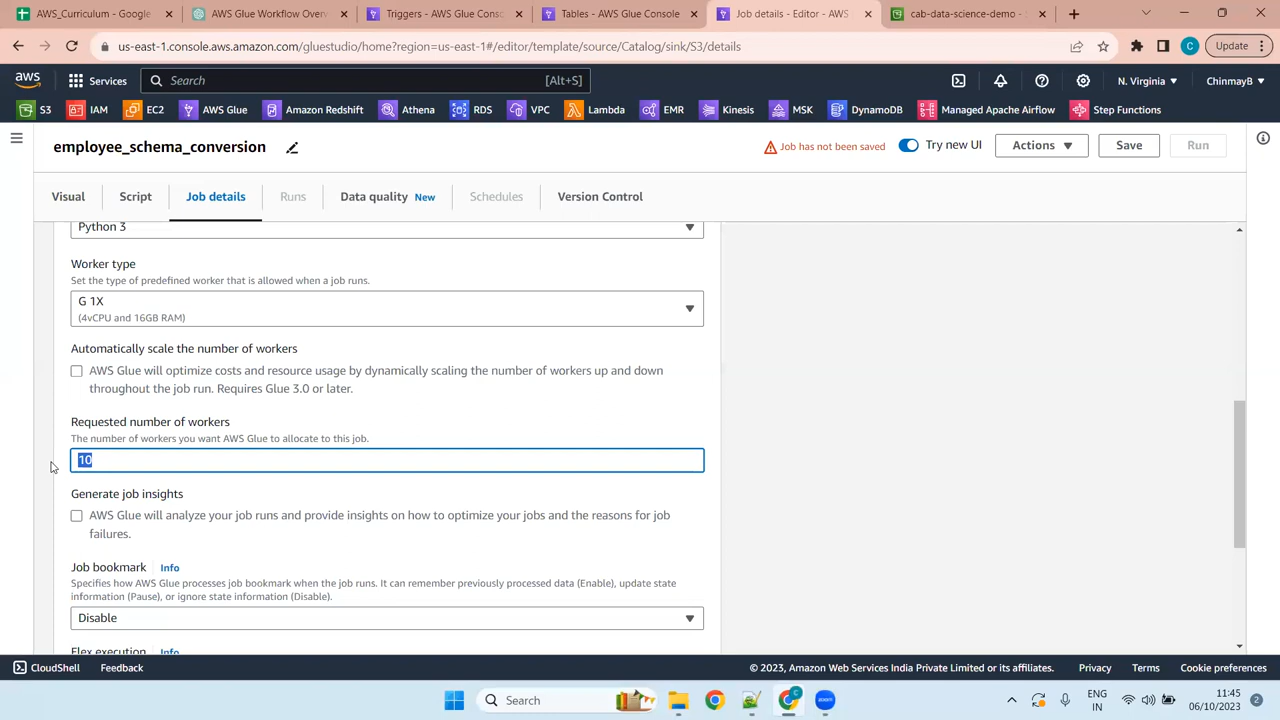 AWS_Curriculum - Google
AWS Glue Workflow Over
Triggers - AWS Glue Cons
Tables - AWS Glue Console
Job details - Editor - AWS
cab-data-science-demo -
us-east-1.console.aws.amazon.com/gluestudio/home?region=us-east-1#/editor/template/source/Catalog/sink/S3/details
C
Update
aws
Services
Search
[Alt+S]
N. Virginia
ChinmayB
S3
IAM
EC2
AWS Glue
Amazon Redshift
Athena
RDS
VPC
Lambda
EMR
Kinesis
MSK
DynamoDB
Managed Apache Airflow
Step Functions
employee_schema_conversion
Job has not been saved
Try new UI
Actions
Save
Run
Visual
Script
Job details
Runs
Data quality New
Schedules
Version Control
Python 3
Worker type
Set the type of predefined worker that is allowed when a job runs.
G 1X
(4vCPU and 16GB RAM)
Automatically scale the number of workers
AWS Glue will optimize costs and resource usage by dynamically scaling the number of workers up and down
throughout the job run. Requires Glue 3.0 or later.
Requested number of workers
The number of workers you want AWS Glue to allocate to this job.
10
Generate job insights
AWS Glue will analyze your job runs and provide insights on how to optimize your jobs and the reasons for job
failures.
Job bookmark Info
Specifies how AWS Glue processes job bookmark when the job runs. It can remember previously processed data (Enable), update state
information (Pause), or ignore state information (Disable).
Disable
Flex execution Info
CloudShell
Feedback
© 2023, Amazon Web Services India Private Limited or its affiliates.
Privacy
Terms
Cookie preferences
Search
C
zoom
ENG
IN
11:45
06/10/2023
2